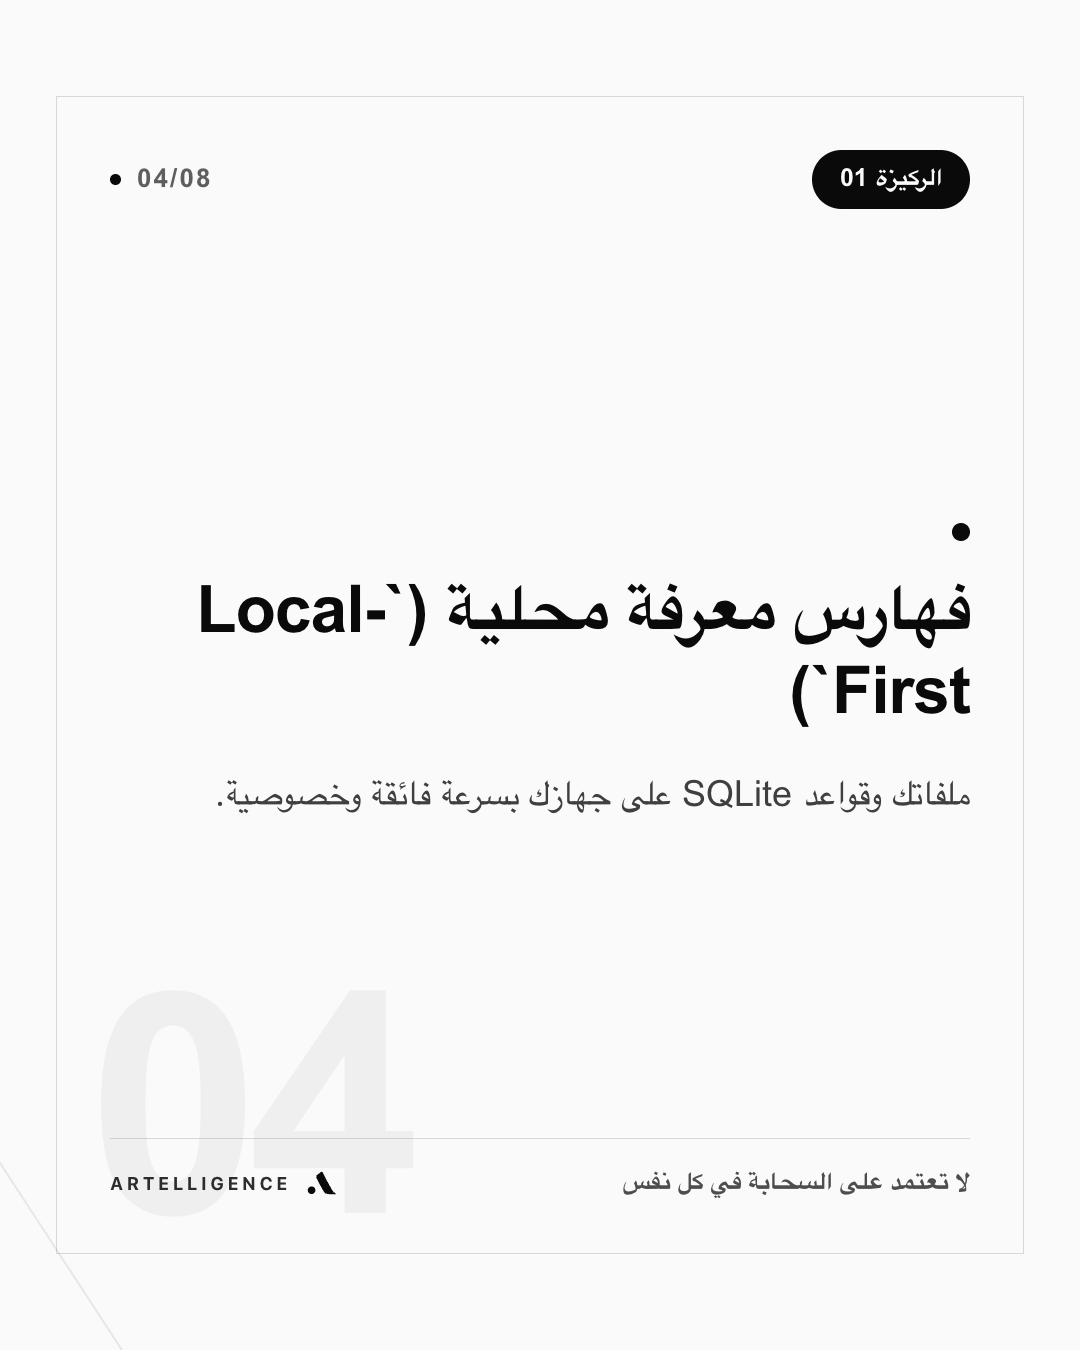 الركيزة 01
04/08
فهارس معرفة محلية (`Local-
First`)
ملفاتك وقواعد SQLite على جهازك بسرعة فائقة وخصوصية.
04
لا تعتمد على السحابة في كل نفس
ARTELLIGENCE